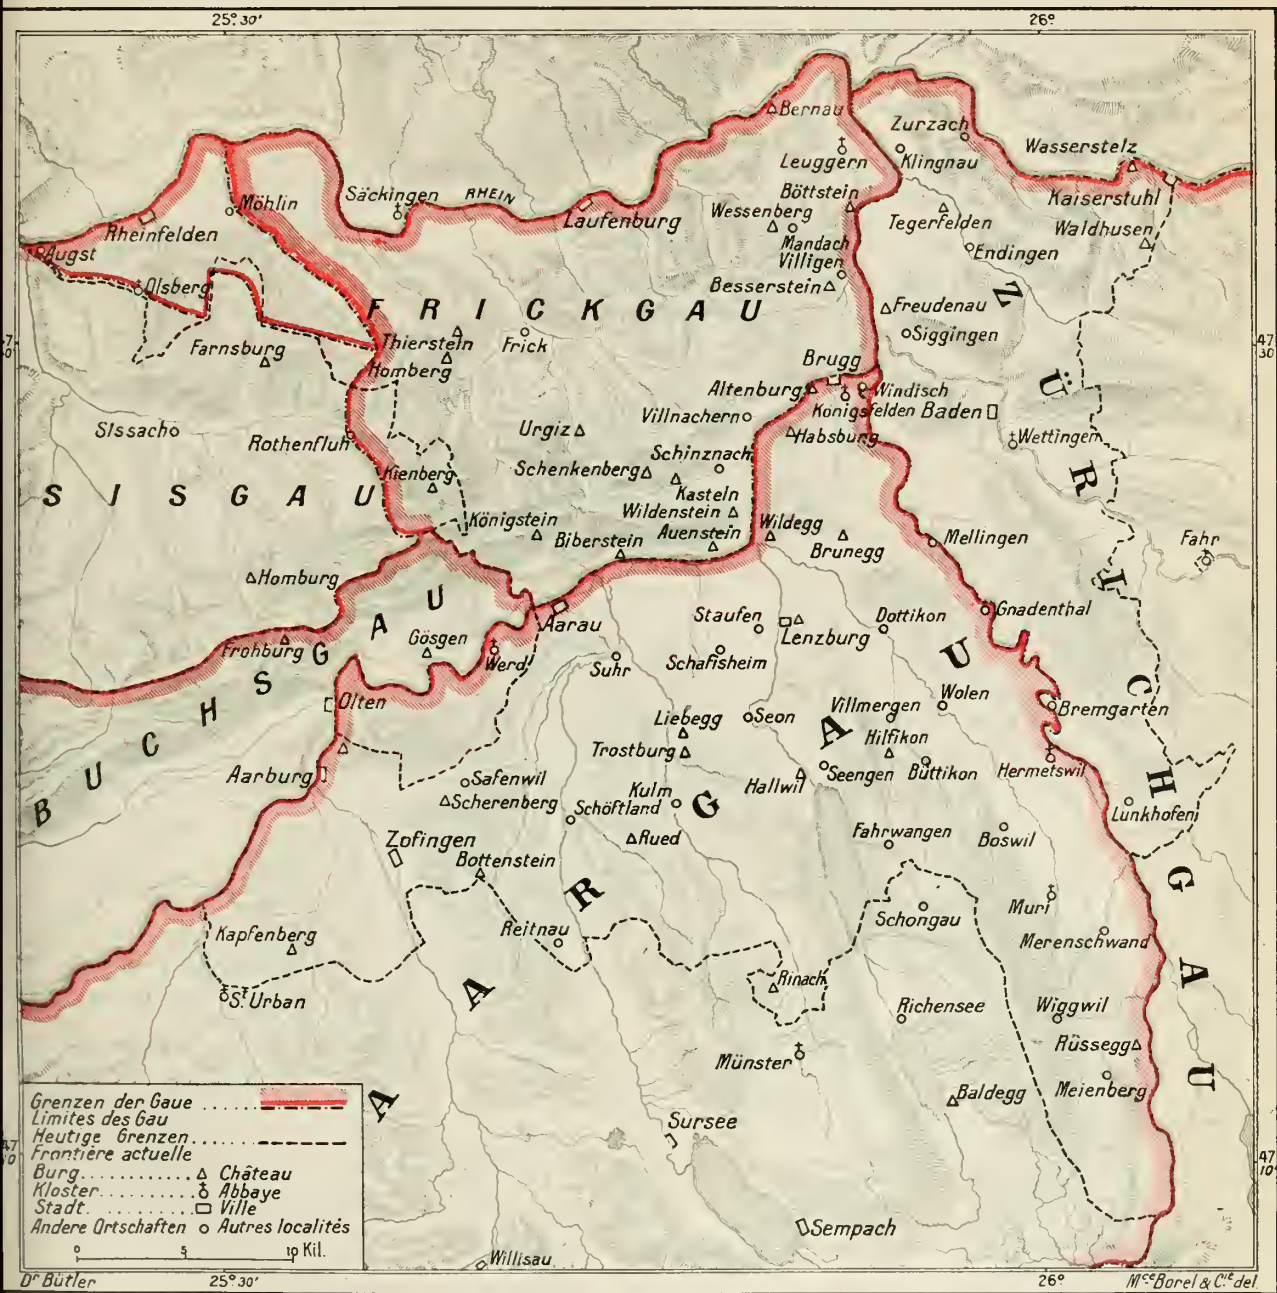 25° 30'
26°
Bernau
Zurzach
Wasserstelz
Leuggern
Klingnau
Säckingen
RHEIN
Böttstein
Kaiserstuhl
Möhlin
Laufenburg
Wessenberg
Tegerfelden
Waldhusen
Rheinfelden
Mandach
Endingen
Augst
Villigen
Olsberg
Besserstein
FRICKGAU
Freudenau
Siggingen
Farnsburg
Thierstein
Frick
47
30
Homberg
Brugg
Altenburg
Windisch
Königsfelden
Baden
Villnachern
Sissach
Rothenfluh
Urgiz
Habsburg
Wettingen
Schinznach
Kienberg
Schenkenberg
Kasteln
SISGAU
Wildenstein
Königstein
Auenstein
Wildegg
Biberstein
Brunegg
Mellingen
Fahr
Homburg
Aarau
Staufen
Lenzburg
Dottikon
Gnadenthal
Frohburg
Gösgen
Werd
Suhr
Schafisheim
BUCHSGAU
Olten
Liebegg
Seon
Villmergen
Wolen
Bremgarten
Trostburg
Hilfikon
Aarburg
Safenwil
Hallwil
Seengen
Büttikon
Hermetswil
Scherenberg
Kulm
Schöftland
Lunkhofen
Rued
Fahrwangen
Boswil
Zofingen
Bottenstein
Schongau
Muri
Kapfenberg
Reitnau
Merenschwand
Rinach
St. Urban
Richensee
Wiggwil
Rüssegg
Münster
Meienberg
Baldegg
AARGAU
ZÜRICHGAU
Sursee
47
10
Sempach
Willisau
Grenzen der Gaue
Limites des Gau
Heutige Grenzen
Frontière actuelle
Burg Château
Kloster Abbaye
Stadt Ville
Andere Ortschaften Autres localités
0 5 10 Kil.
Dr Bütler
25° 30'
26°
Mce Borel & Cie del.